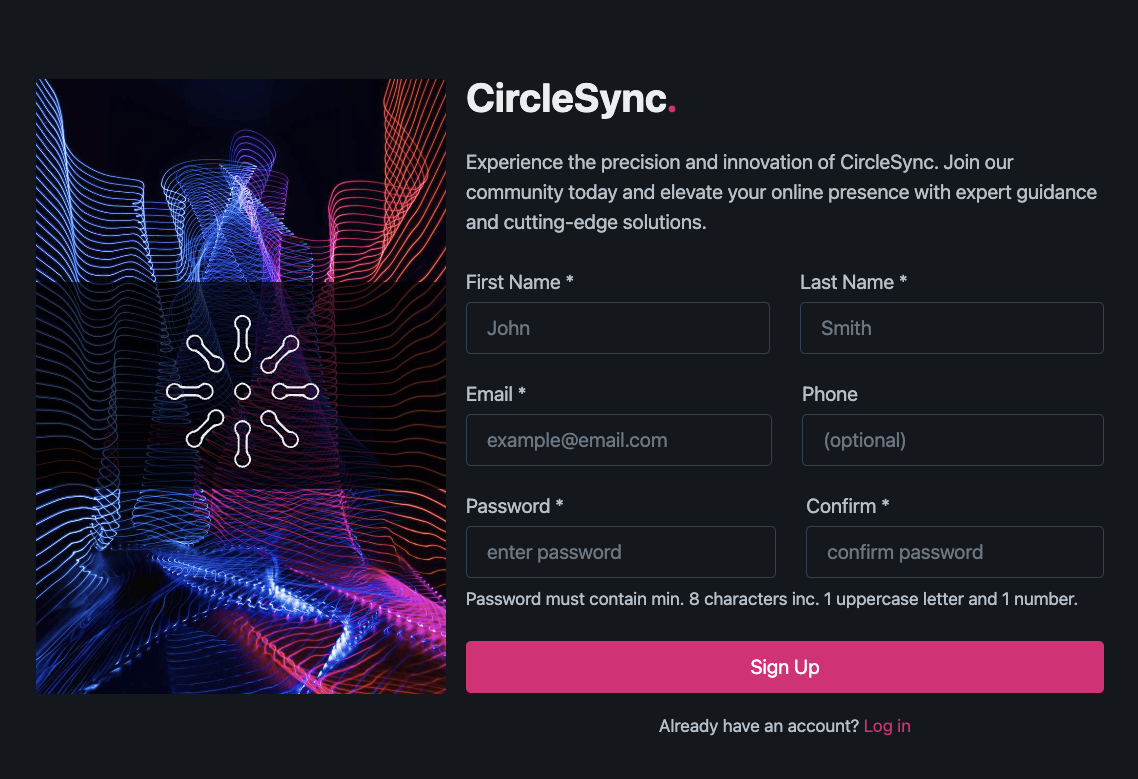 CircleSync.
Experience the precision and innovation of CircleSync. Join our
community today and elevate your online presence with expert guidance
and cutting-edge solutions.
First Name *
Last Name *
John
Smith
Email *
Phone
example@email.com
(optional)
Password *
Confirm *
enter password
confirm password
Password must contain min. 8 characters inc. 1 uppercase letter and 1 number.
Sign Up
Already have an account? Log in